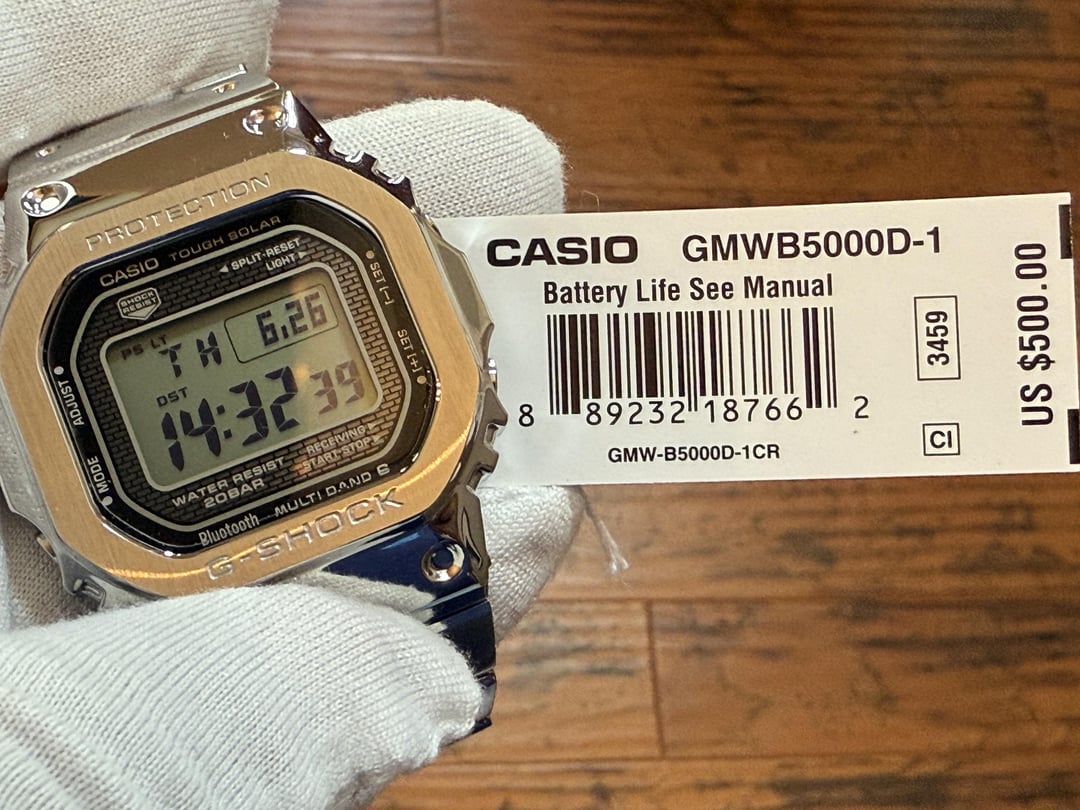 PROTECTION
CASIO TOUGH SOLAR
SPLIT-RESET
LIGHT
SHOCK RESIST
SET [–]
SET [+]
ADJUST
MODE
PS LT
TH 6.26
DST
14:32 39
RECEIVING
START·STOP
WATER RESIST
20BAR
Bluetooth MULTI BAND 6
G-SHOCK
CASIO GMWB5000D-1
Battery Life See Manual
8 89232 18766 2
GMW-B5000D-1CR
3459
CI
US $500.00